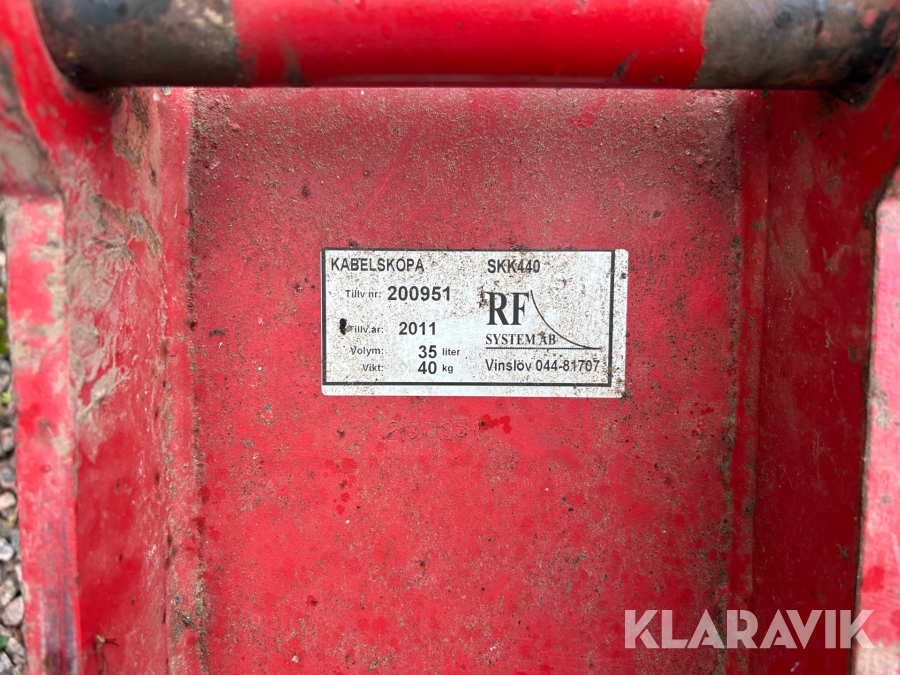 KABELSKOPA SKK440
Tillv nr: 200951
RF
Tillv.år: 2011
SYSTEM AB
Volym: 35 liter
Vikt: 40 kg
Vinslöv 044-81707
KLARAVIK